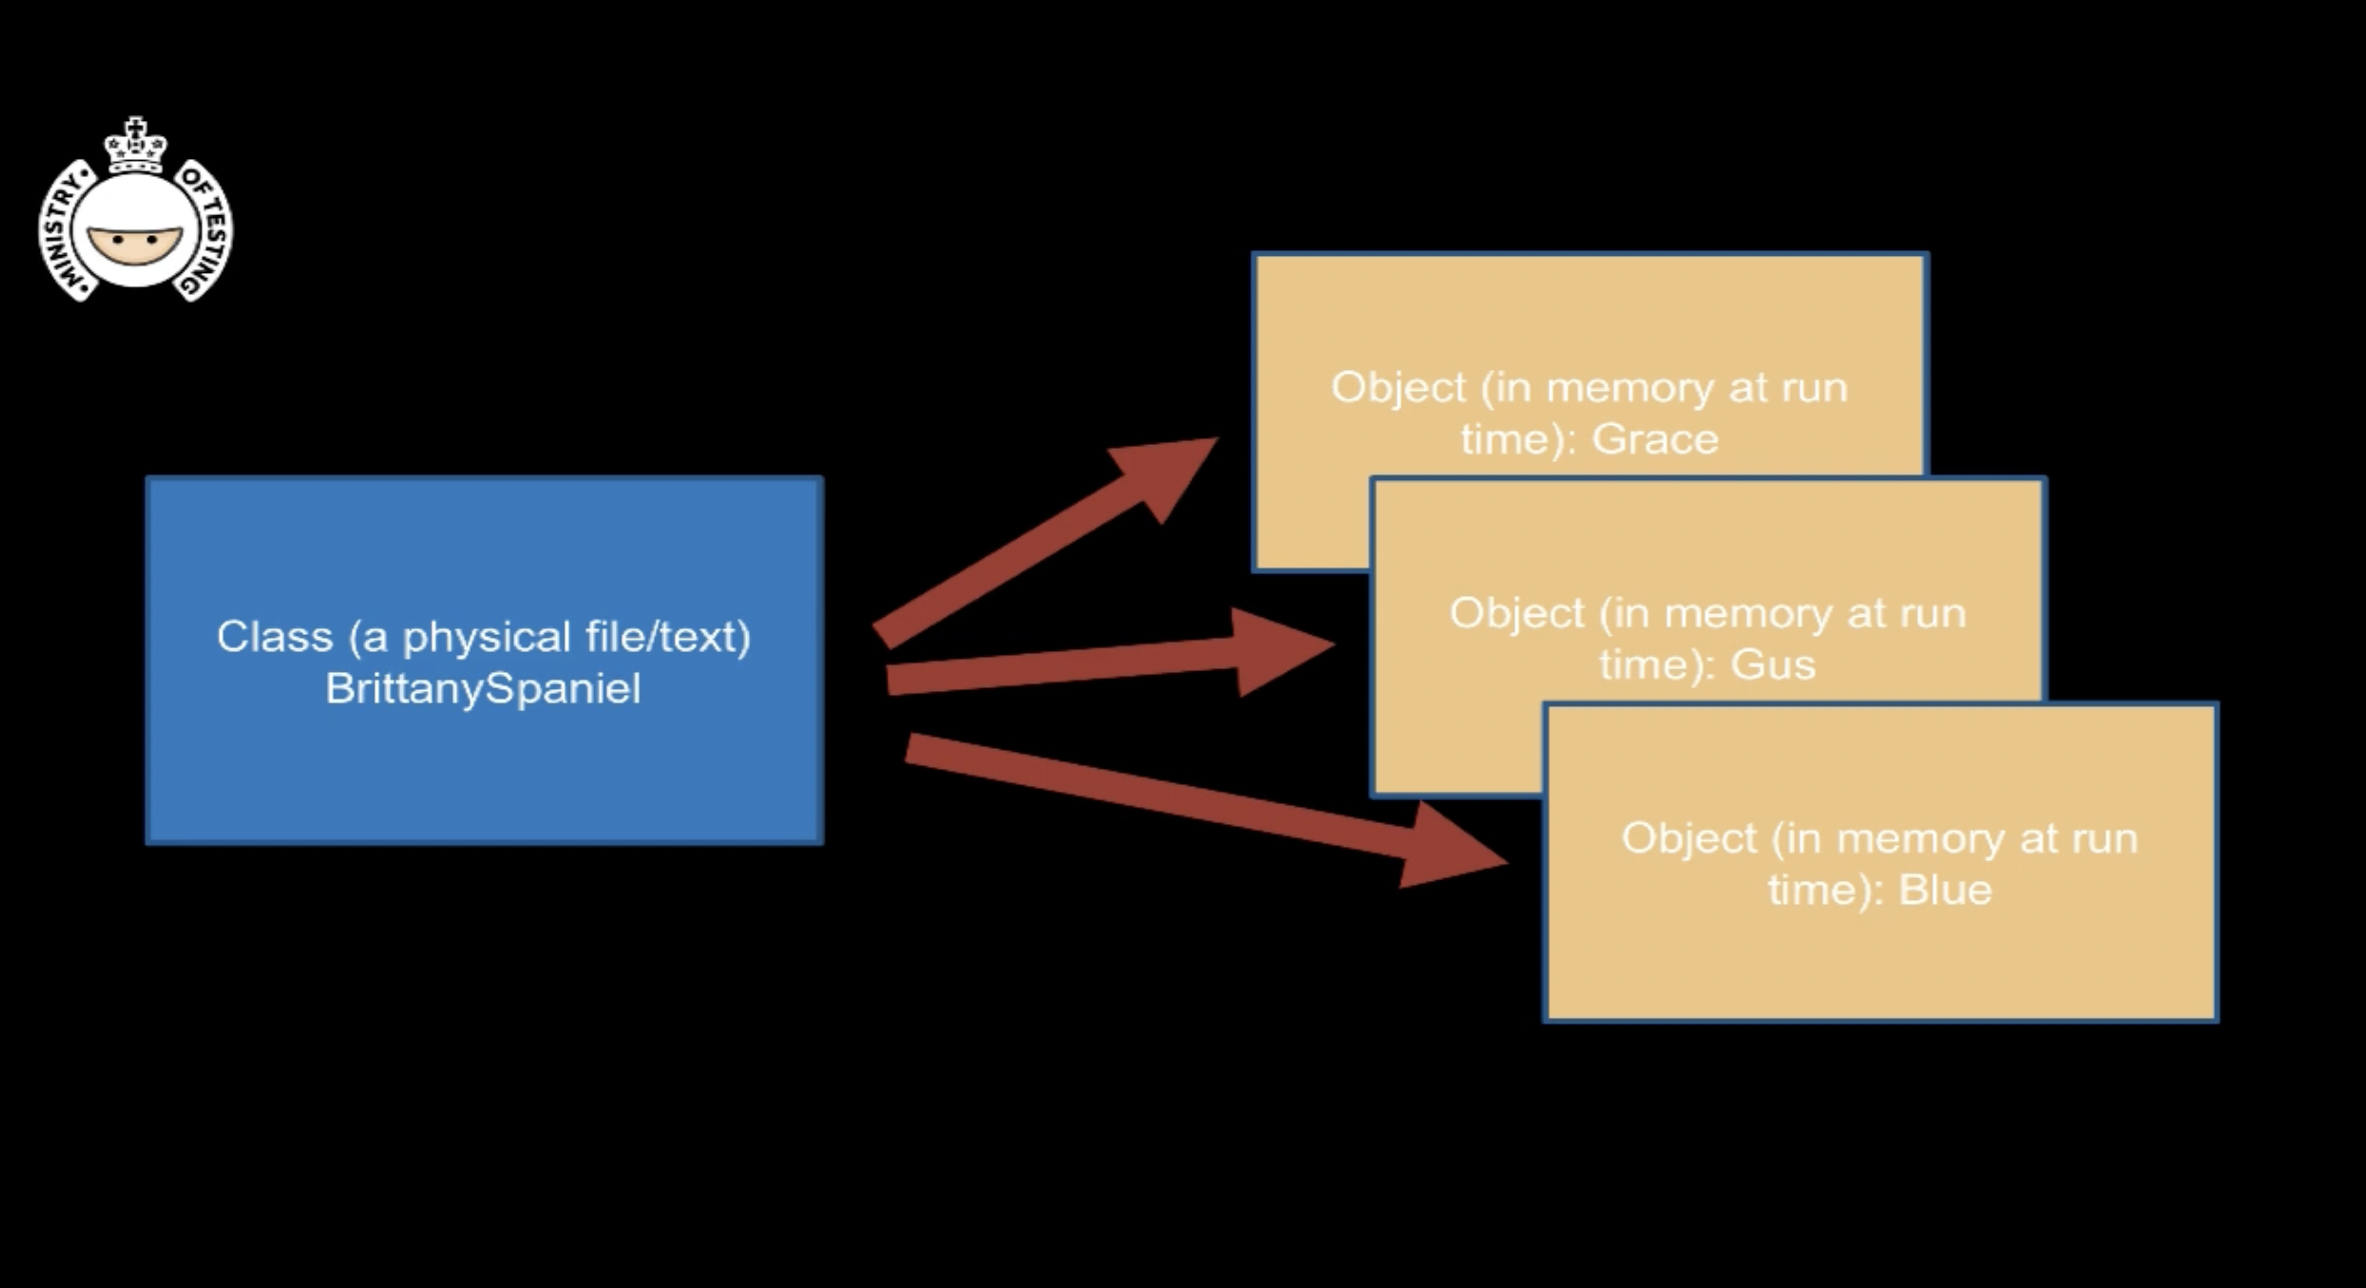 MINISTRY OF TESTING
Object (in memory at run
time): Grace
Class (a physical file/text)
BrittanySpaniel
Object (in memory at run
time): Gus
Object (in memory at run
time): Blue